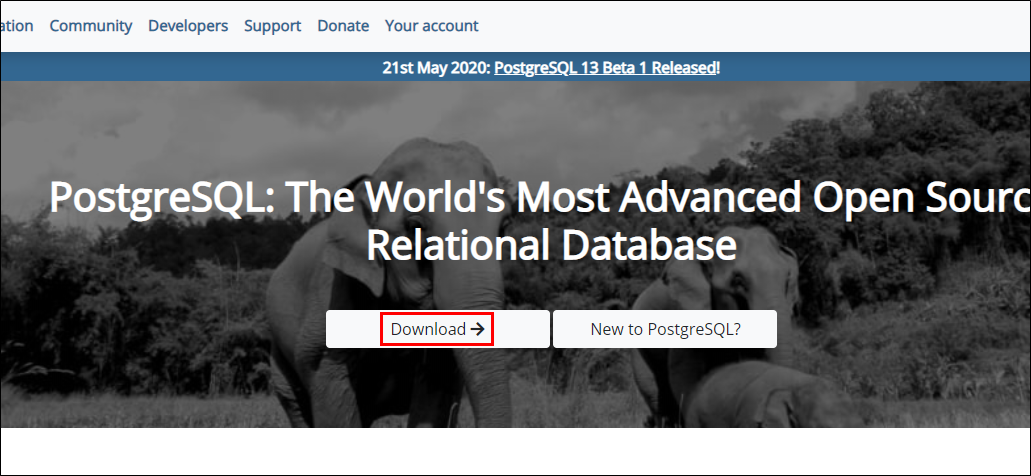 ation Community Developers Support Donate Your account
21st May 2020: PostgreSQL 13 Beta 1 Released!
PostgreSQL: The World's Most Advanced Open Sourc
Relational Database
Download → New to PostgreSQL?